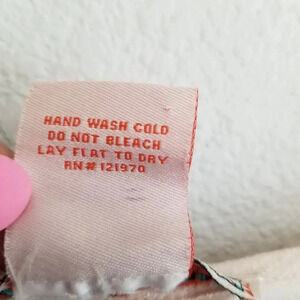 HAND WASH COLD
DO NOT BLEACH
LAY FLAT TO DRY
RN# 121970